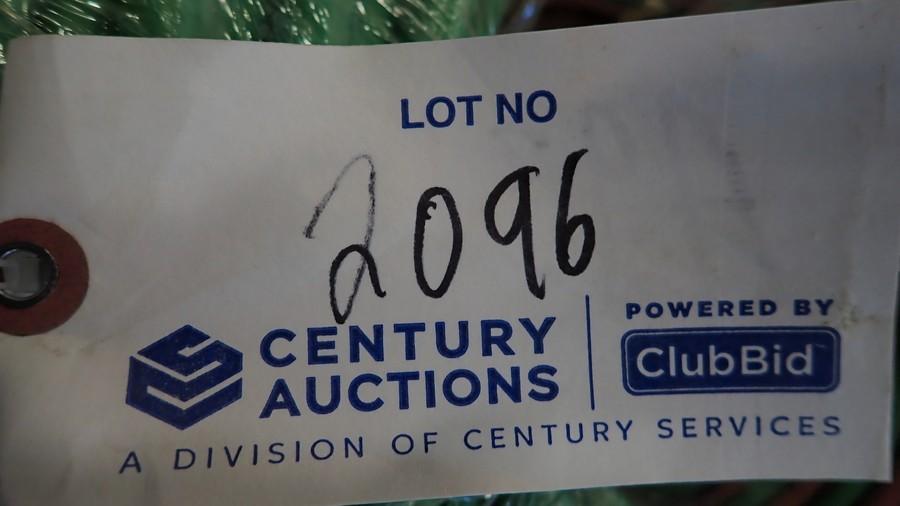 LOT NO
2096
CENTURY
AUCTIONS
POWERED BY
ClubBid
A DIVISION OF CENTURY SERVICES